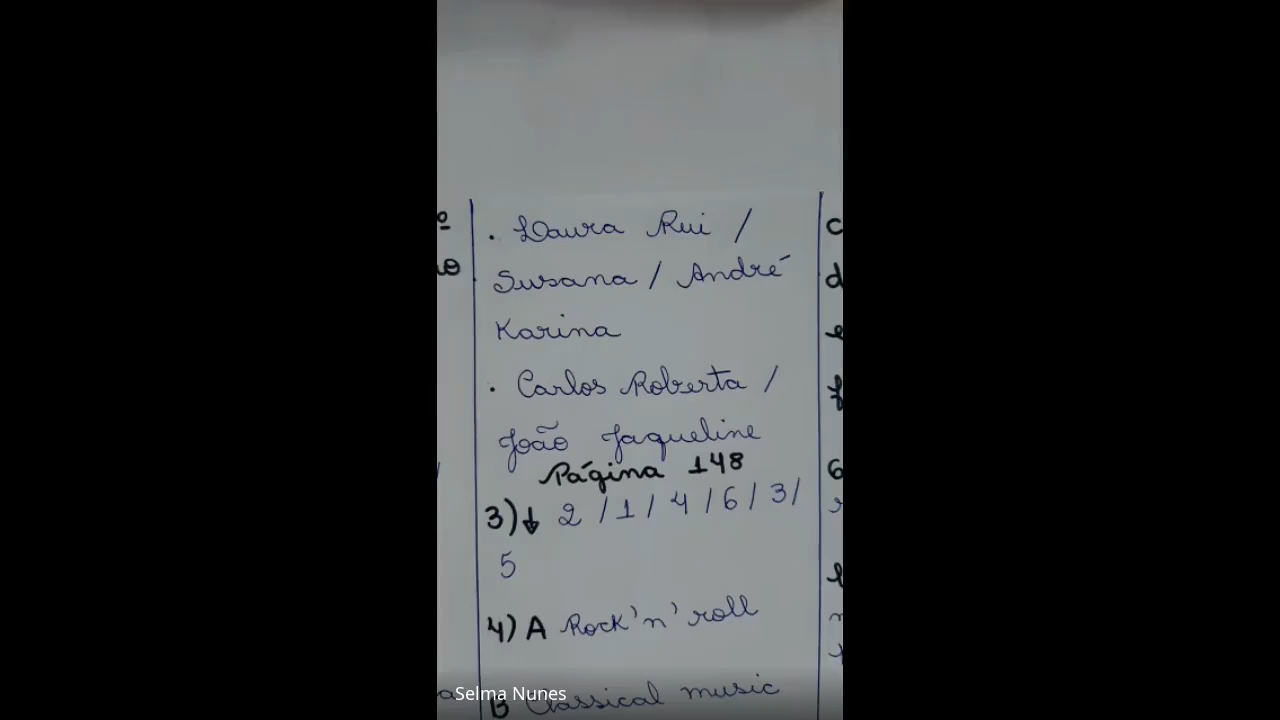 . Laura Rui /
Susana / André
Karina
. Carlos Roberta /
João Jaqueline
Página 148
3)↓ 2 / 1 / 4 / 6 / 3 /
5
4) A Rock'n'roll
B Classical music
Selma Nunes
º
c
d
e
f
6